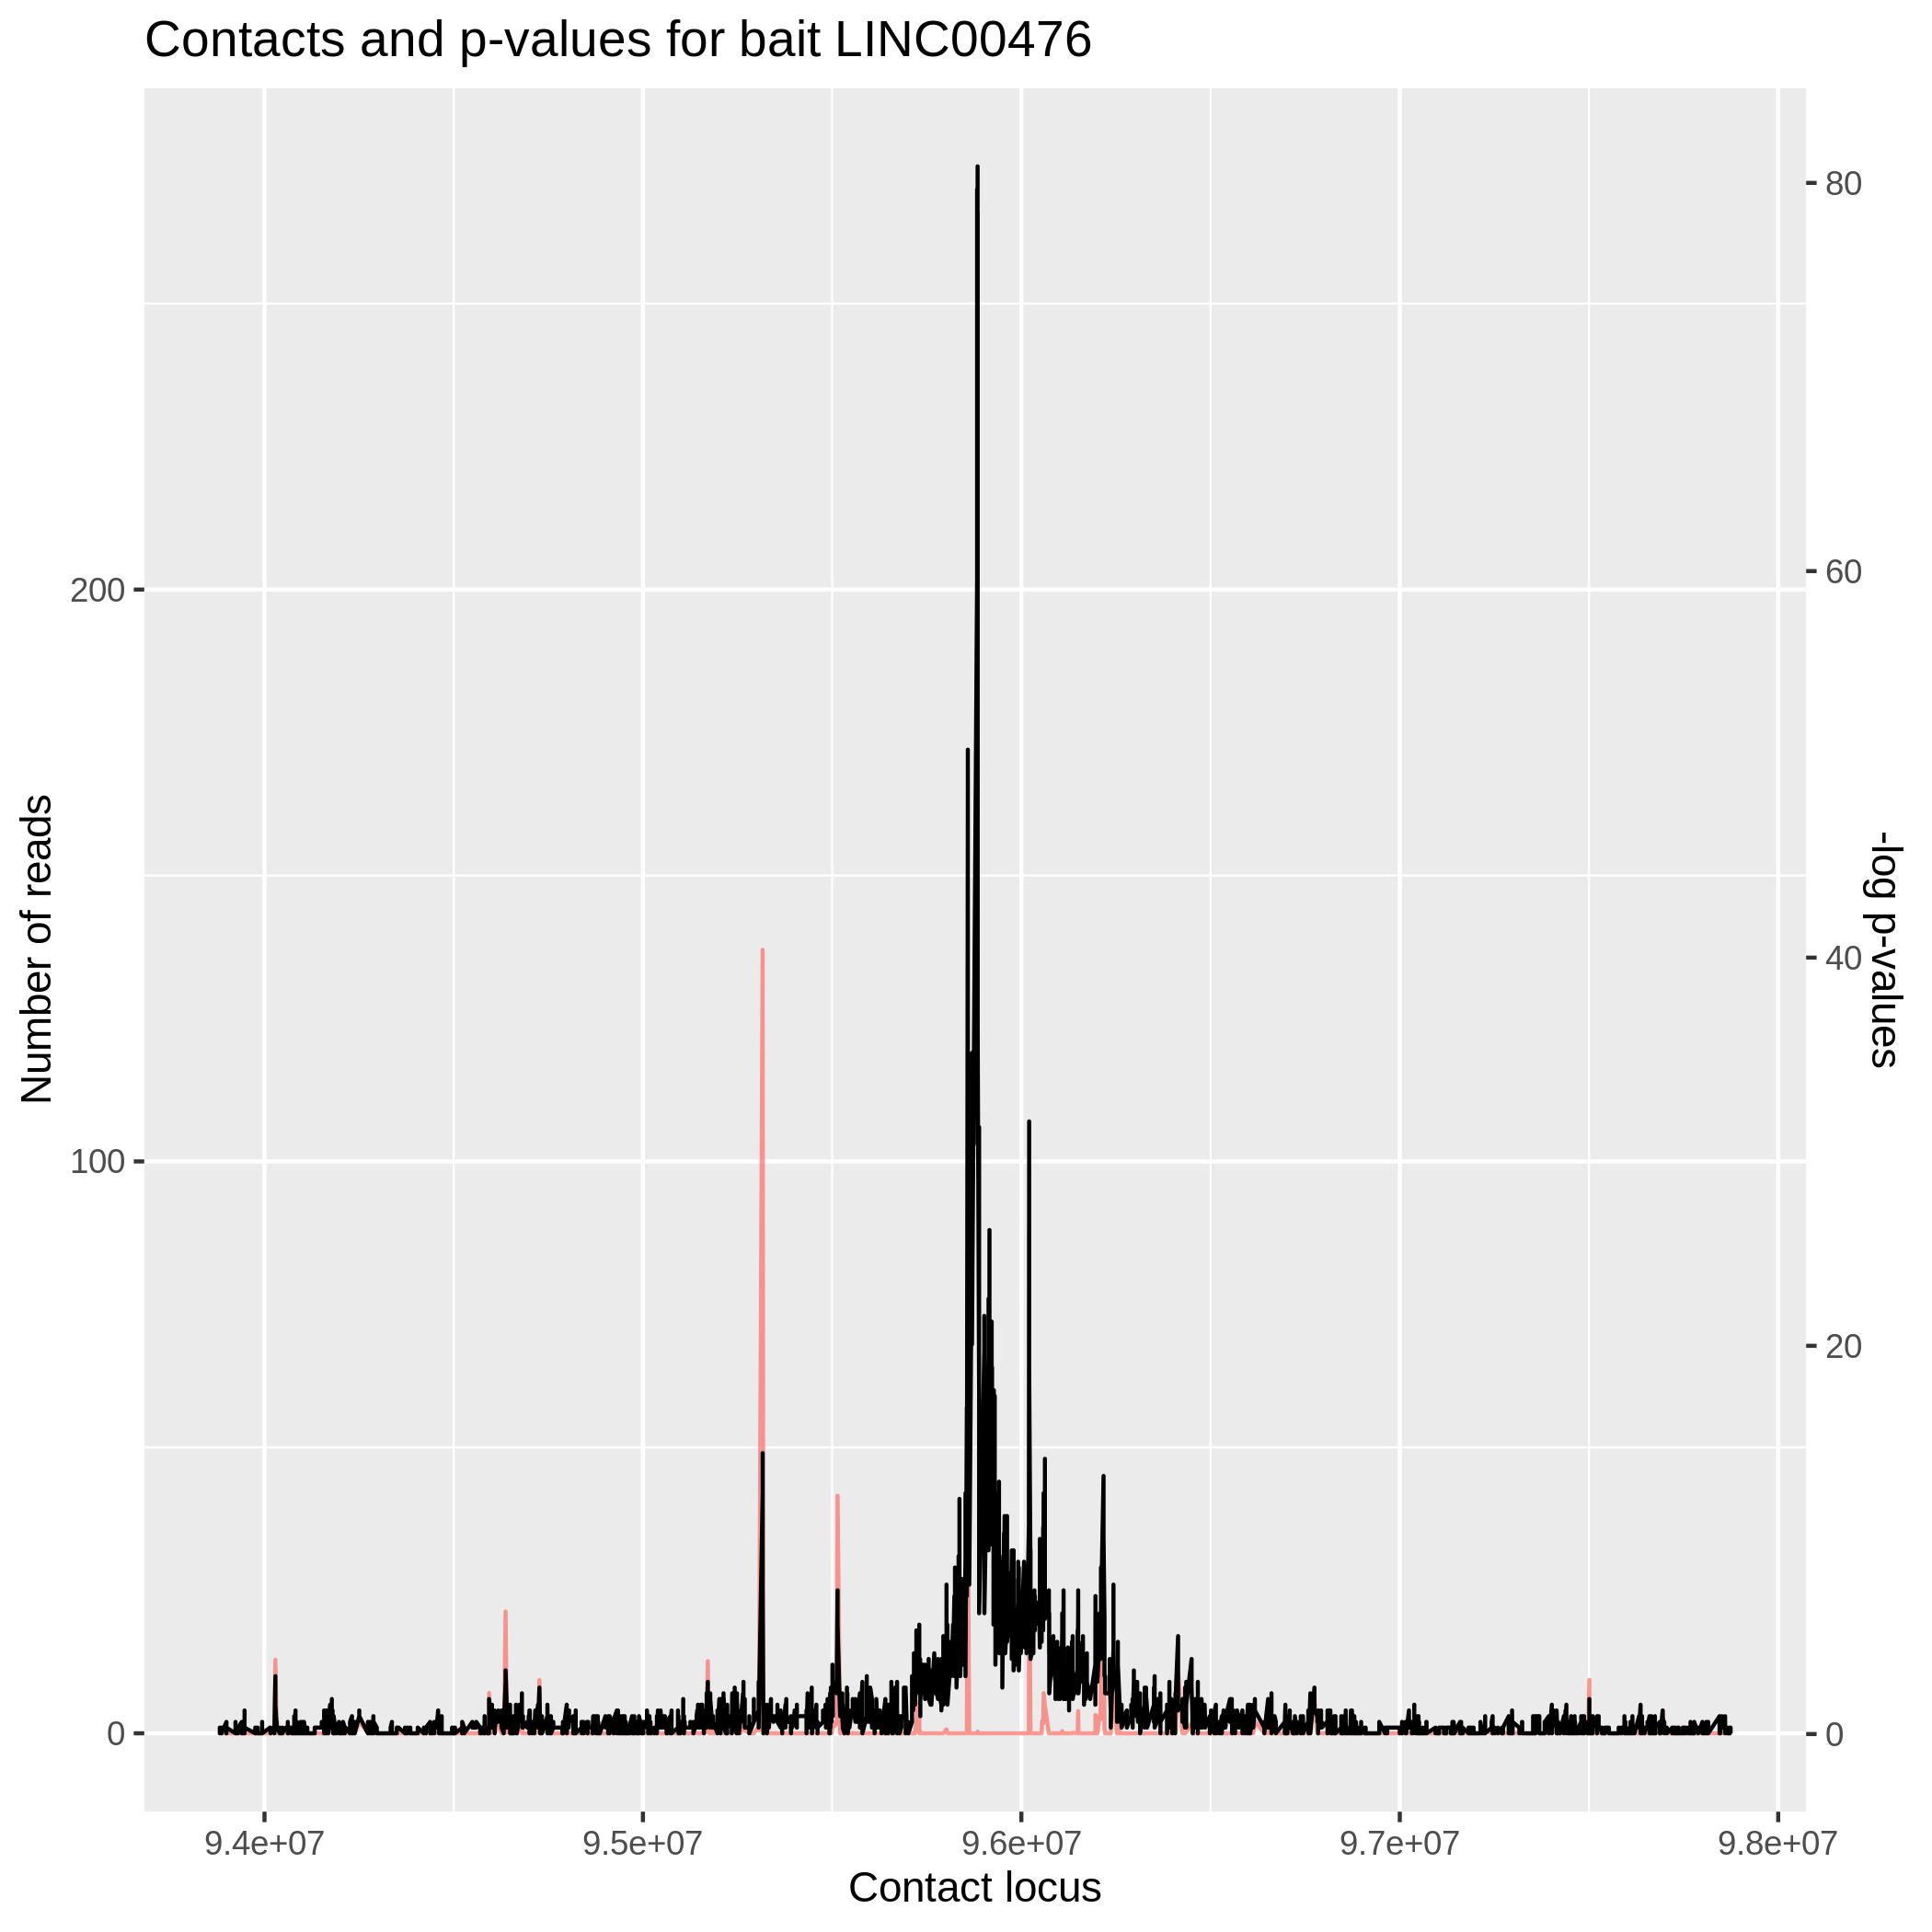 Contacts and p-values for bait LINC00476
Number of reads
200
100
0
80
60
40
20
0
-log p-values
9.4e+07 9.5e+07 9.6e+07 9.7e+07 9.8e+07
Contact locus